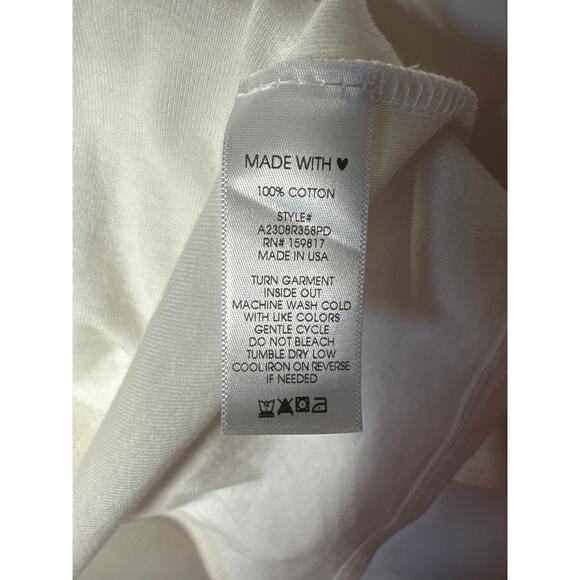 MADE WITH ♥
100% COTTON
STYLE#
A2308R358PD
RN# 159817
MADE IN USA
TURN GARMENT
INSIDE OUT
MACHINE WASH COLD
WITH LIKE COLORS
GENTLE CYCLE
DO NOT BLEACH
TUMBLE DRY LOW
COOL IRON ON REVERSE
IF NEEDED